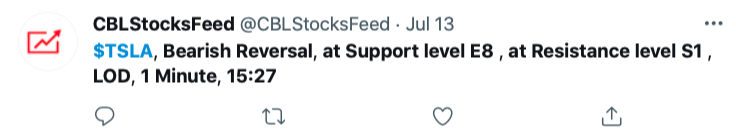 CBLStocksFeed @CBLStocksFeed · Jul 13
$TSLA, Bearish Reversal, at Support level E8 , at Resistance level S1 ,
LOD, 1 Minute, 15:27